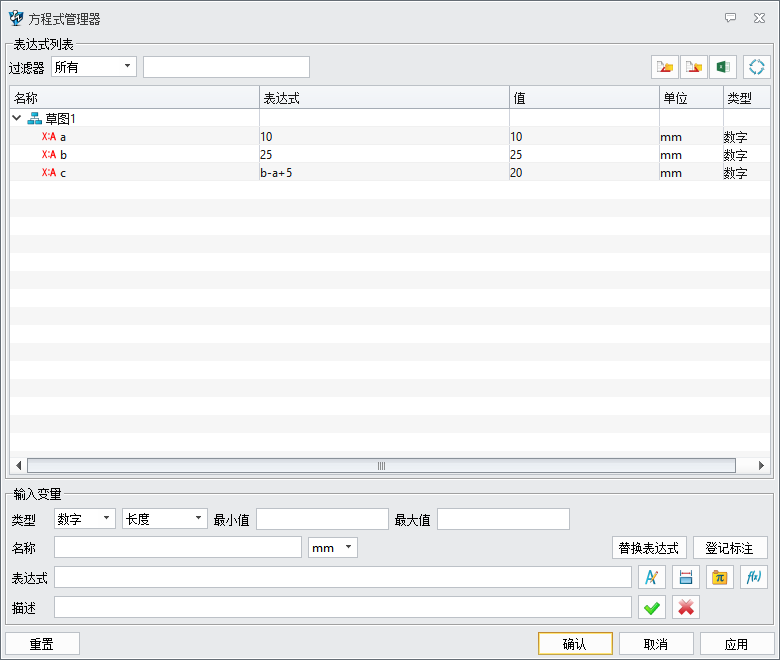 方程式管理器
表达式列表
过滤器 所有
名称 表达式 值 单位 类型
草图1
X:A a 10 10 mm 数字
X:A b 25 25 mm 数字
X:A c b-a+5 20 mm 数字
输入变量
类型 数字 长度 最小值 最大值
名称 mm 替换表达式 登记标注
表达式 π f(x)
描述
重置 确认 取消 应用